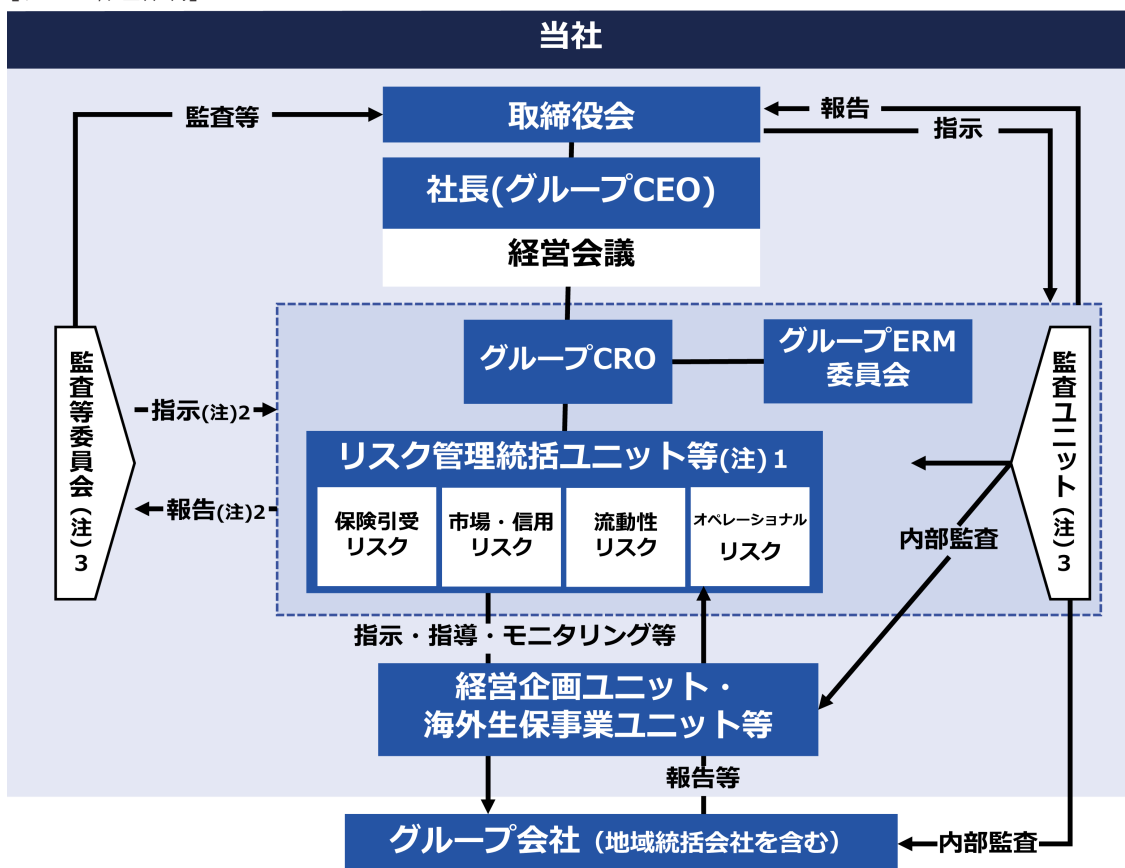 当社
監査等
取締役会
報告
指示
社長(グループCEO)
経営会議
グループCRO
グループERM
委員会
監査等委員会(注)3
指示(注)2
報告(注)2
監査ユニット(注)3
リスク管理統括ユニット等(注)1
保険引受
リスク
市場・信用
リスク
流動性
リスク
オペレーショナル
リスク
内部監査
指示・指導・モニタリング等
経営企画ユニット・
海外生保事業ユニット等
報告等
グループ会社(地域統括会社を含む)
内部監査